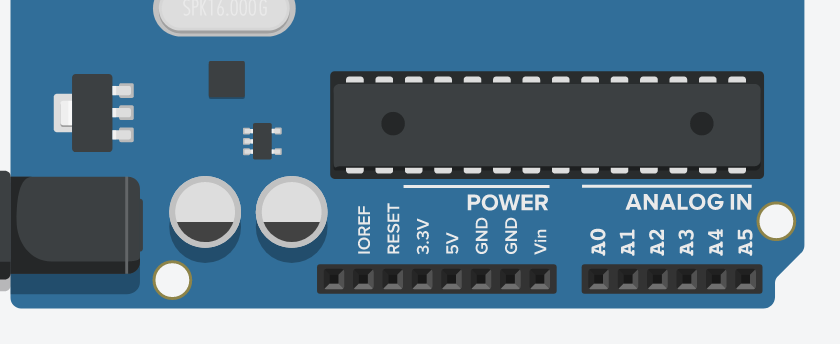 SPK16.000G
POWER
ANALOG IN
IOREF
RESET
3.3V
5V
GND
GND
Vin
A0
A1
A2
A3
A4
A5